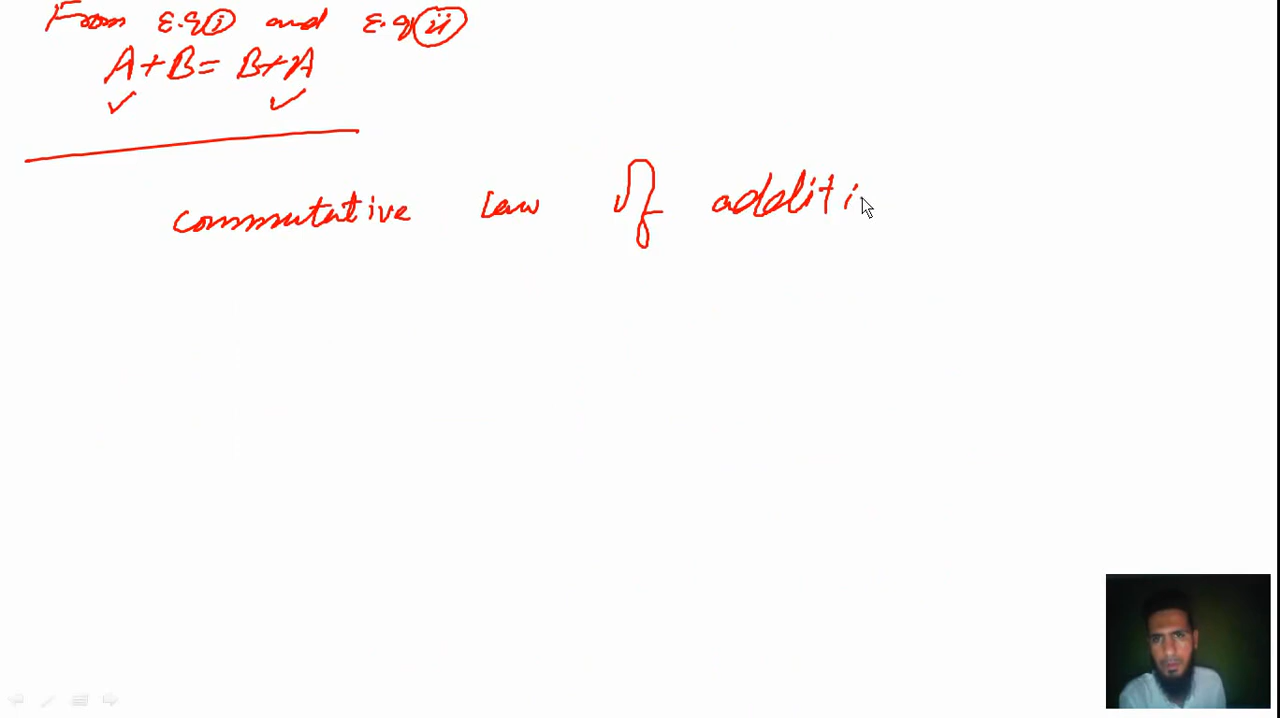 From E.q (i) and E.q (ii)
A+B= B+A
commutative law of additi